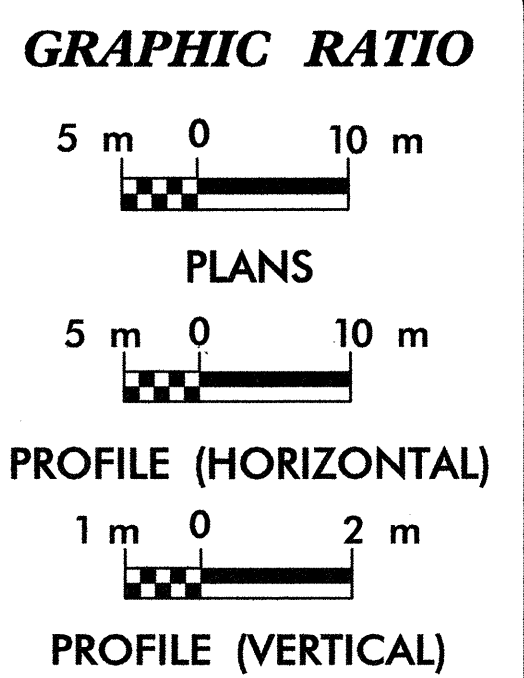 GRAPHIC RATIO
5 m 0 10 m
PLANS
5 m 0 10 m
PROFILE (HORIZONTAL)
1 m 0 2 m
PROFILE (VERTICAL)